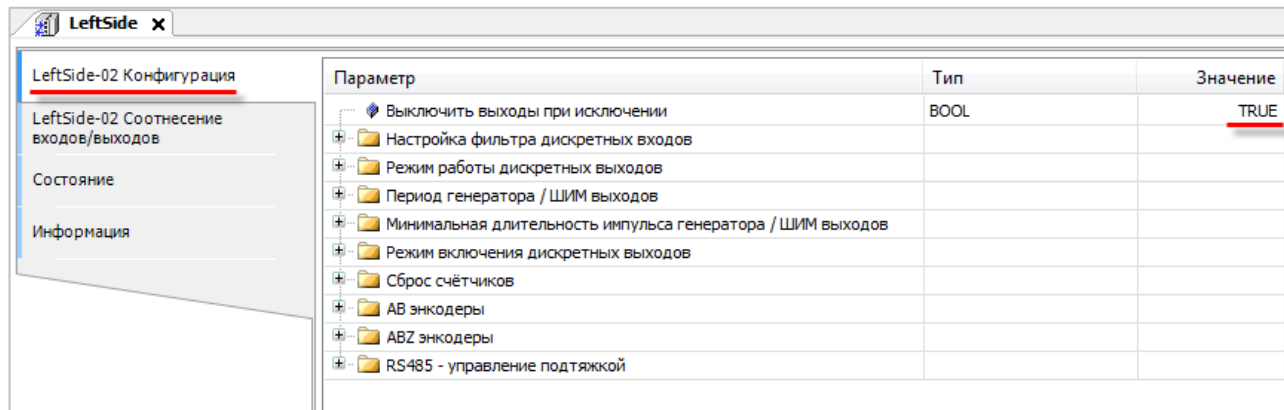 LeftSide x
LeftSide-02 Конфигурация
LeftSide-02 Соотнесение
входов/выходов
Состояние
Информация
Параметр Тип Значение
Выключить выходы при исключении BOOL TRUE
Настройка фильтра дискретных входов
Режим работы дискретных выходов
Период генератора / ШИМ выходов
Минимальная длительность импульса генератора / ШИМ выходов
Режим включения дискретных выходов
Сброс счётчиков
АВ энкодеры
ABZ энкодеры
RS485 - управление подтяжкой